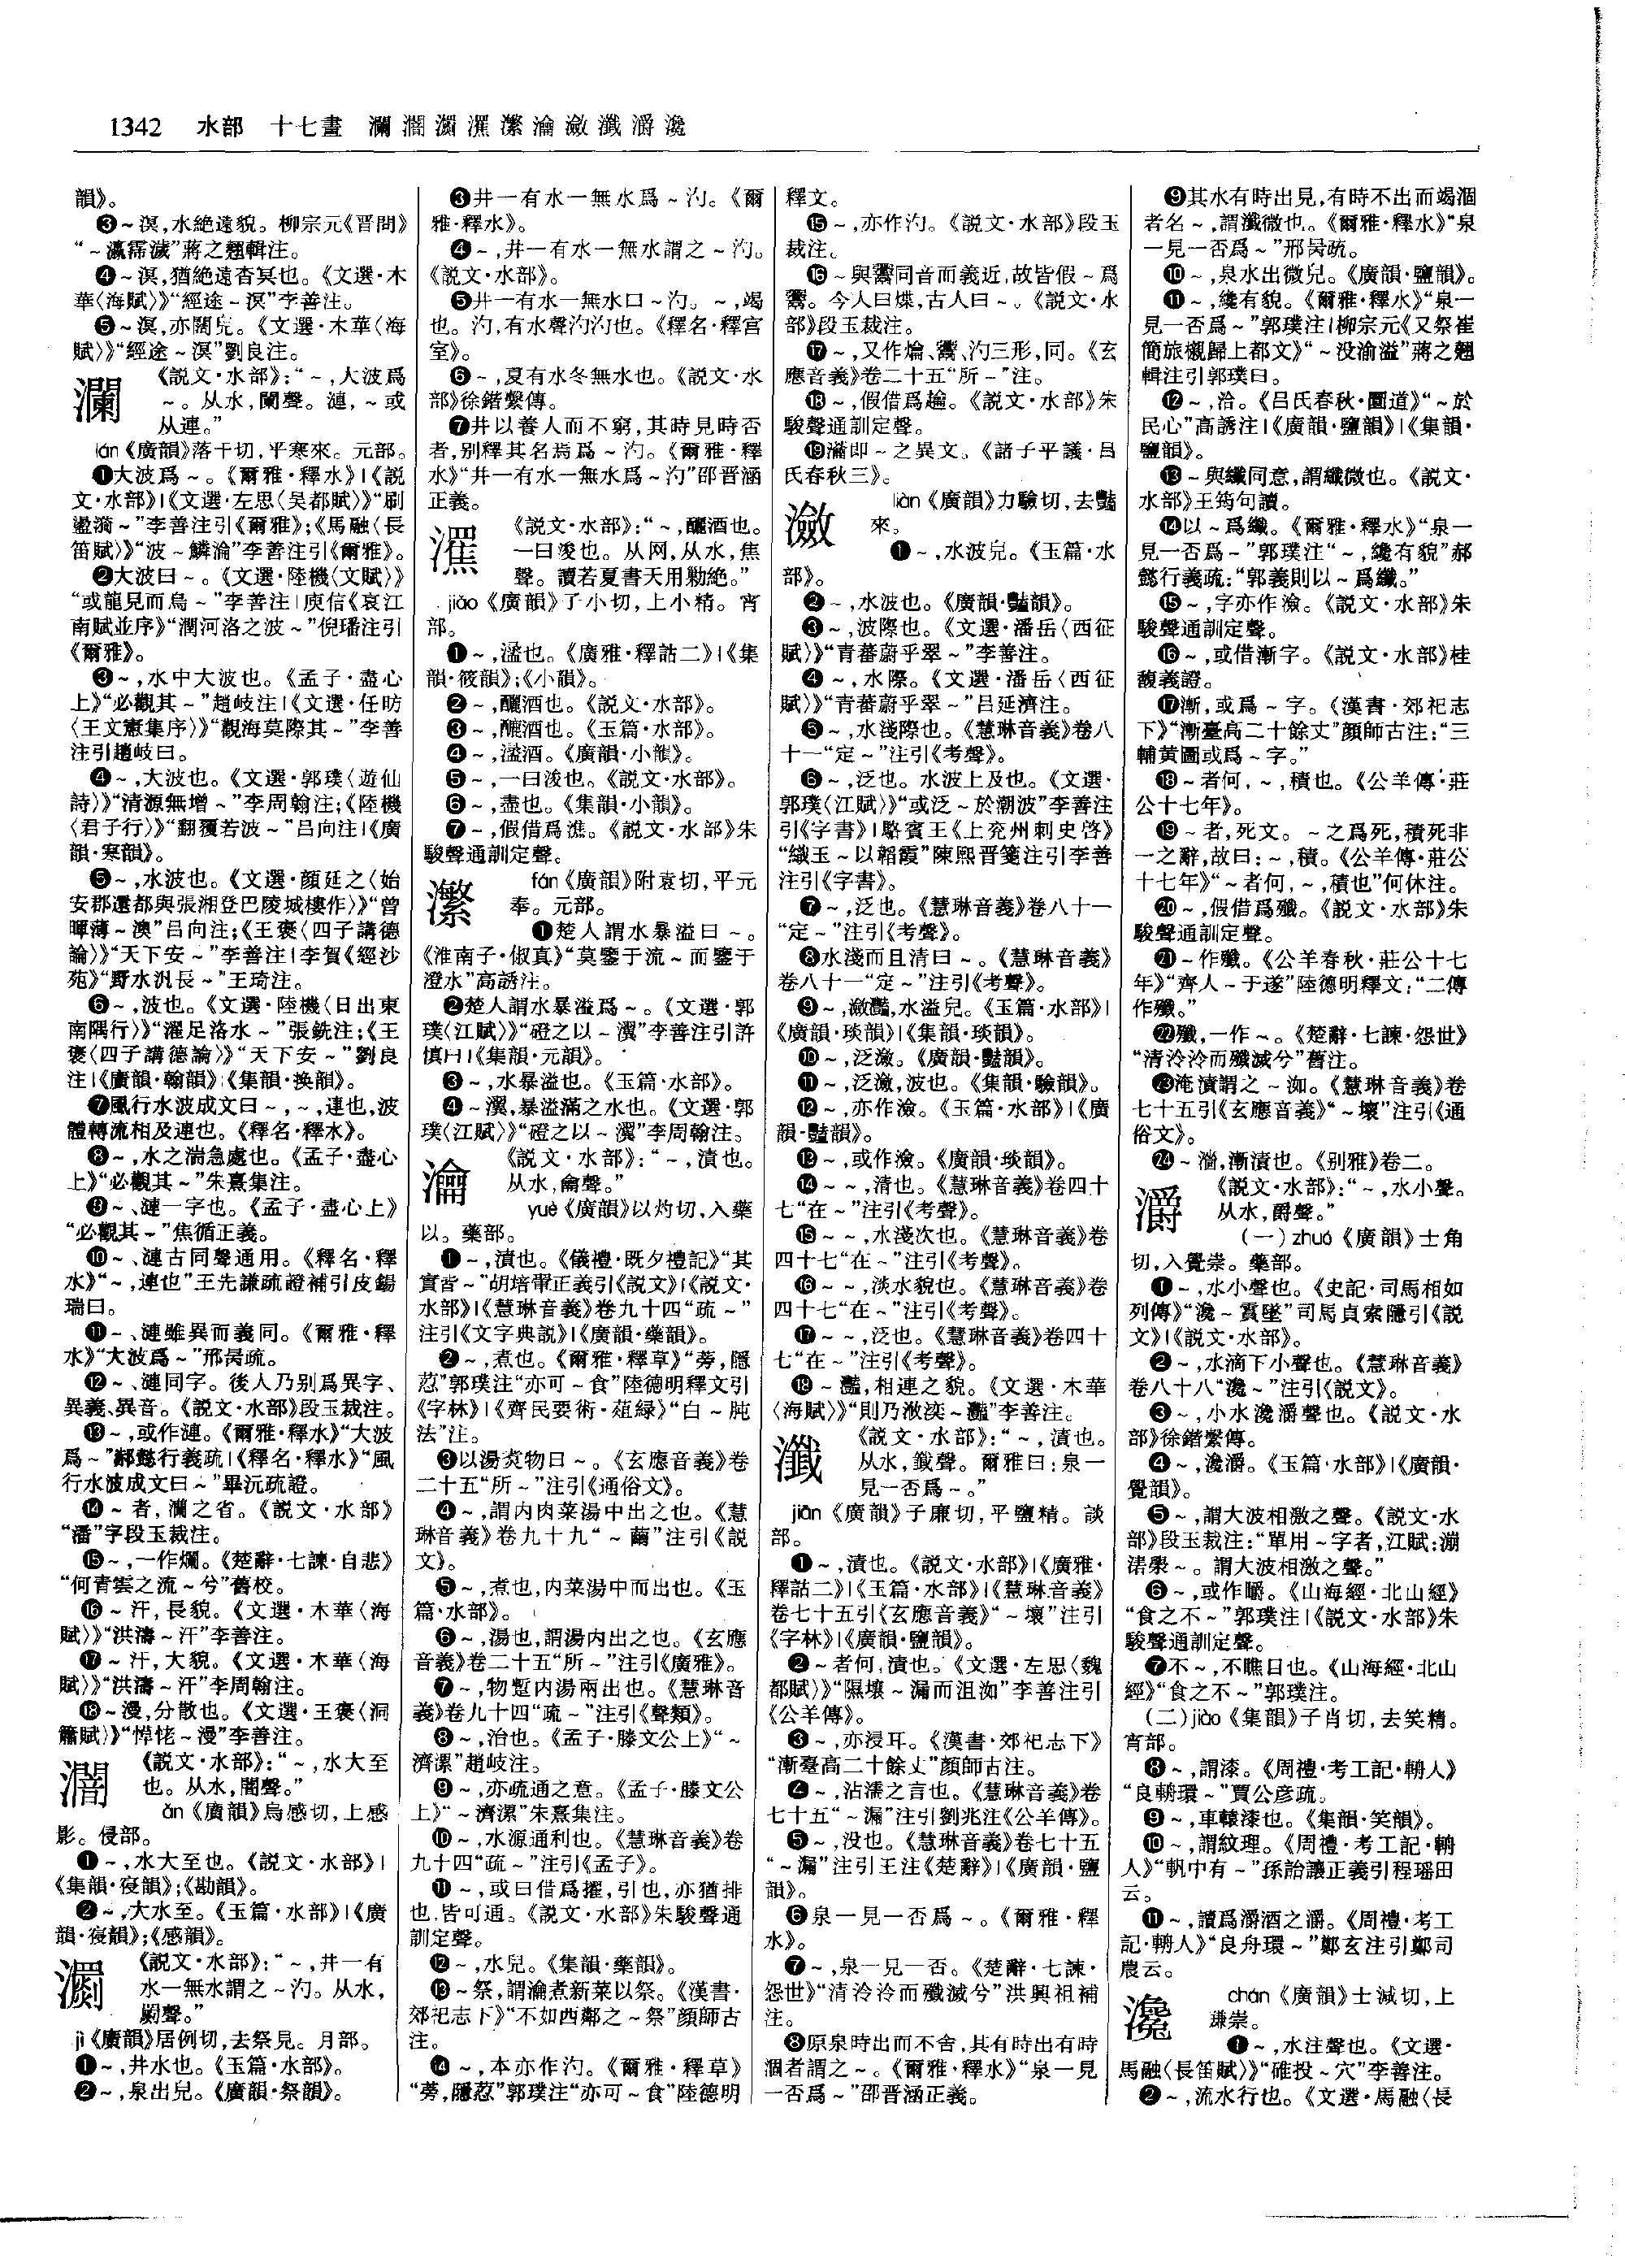 1342 水部 十七畫 瀾灁灍灂瀿瀹瀲瀸灂瀺
韻》。
❸～溟,水絶遠貌。柳宗元《晋問》
“～瀛霈濊”蔣之翹輯注。
❹～溟,猶絶遠杳冥也。《文選·木
華〈海賦〉》“經途～溟”李善注。
❺～溟,亦闊皃。《文選·木華〈海
賦〉》“經途～溟”劉良注。
瀾
《説文·水部》：“～,大波爲
～。从水,闌聲。漣,～或
从連。”
lán《廣韻》落干切,平寒來。元部。
❶大波爲～。《爾雅·釋水》|《説
文·水部》|《文選·左思〈吴都賦〉》“刷
盪漪～”李善注引《爾雅》;《馬融〈長
笛賦〉》“波～鱗淪”李善注引《爾雅》。
❷大波曰～。《文選·陸機〈文賦〉》
“或龍見而鳥～”李善注|庾信《哀江
南賦並序》“潤河洛之波～”倪璠注引
《爾雅》。
❸～,水中大波也。《孟子·盡心
上》“必觀其～”趙岐注|《文選·任昉
〈王文憲集序〉》“觀海莫際其～”李善
注引趙岐曰。
❹～,大波也。《文選·郭璞〈遊仙
詩〉》“清源無增～”李周翰注;《陸機
〈君子行〉》“翻覆若波～”吕向注|《廣
韻·寒韻》。
❺～,水波也。《文選·顔延之〈始
安郡還都與張湘登巴陵城樓作〉》“曾
暉薄～澳”吕向注;《王褒〈四子講德
論〉》“天下安～”李善注|李賀《經沙
苑》“野水汎長～”王琦注。
❻～,波也。《文選·陸機〈日出東
南隅行〉》“濯足洛水～”張銑注;《王
褒〈四子講德論〉》“天下安～”劉良
注|《廣韻·翰韻》;《集韻·换韻》。
❼風行水波成文曰～,～,連也,波
體轉流相及連也。《釋名·釋水》。
❽～,水之湍急處也。《孟子·盡心
上》“必觀其～”朱熹集注。
❾～、漣一字也。《孟子·盡心上》
“必觀其～”焦循正義。
❿～、漣古同聲通用。《釋名·釋
水》“～,連也”王先謙疏證補引皮錫
瑞曰。
⓫～、漣雖異而義同。《爾雅·釋
水》“大波爲～”邢昺疏。
⓬～、漣同字。後人乃别爲異字、
異義、異音。《説文·水部》段玉裁注。
⓭～,或作漣。《爾雅·釋水》“大波
爲～”郝懿行義疏|《釋名·釋水》“風
行水波成文曰～”畢沅疏證。
⓮～者,灡之省。《説文·水部》
“潘”字段玉裁注。
⓯～,一作爛。《楚辭·七諫·自悲》
“何青雲之流～兮”舊校。
⓰～汗,長貌。《文選·木華〈海
賦〉》“洪濤～汗”李善注。
⓱～汗,大貌。《文選·木華〈海
賦〉》“洪濤～汗”李周翰注。
⓲～漫,分散也。《文選·王褒〈洞
簫賦〉》“悼恅～漫”李善注。
《説文·水部》：“～,水大至
也。从水,闇聲。”
ǎn《廣韻》烏感切,上感
影。侵部。
❶～,水大至也。《説文·水部》|
《集韻·寑韻》;《勘韻》。
❷～,大水至。《玉篇·水部》|《廣
韻·寑韻》;《感韻》。
《説文·水部》：“～,井一有
水一無水謂之～汋。从水,
罽聲。”
jì《廣韻》居例切,去祭見。月部。
❶～,井水也。《玉篇·水部》。
❷～,泉出皃。《廣韻·祭韻》。
❸井一有水一無水爲～汋。《爾
雅·釋水》。
❹～,井一有水一無水謂之～汋。
《説文·水部》。
❺井一有水一無水曰～汋。～,竭
也。汋,有水聲汋汋也。《釋名·釋宫
室》。
❻～,夏有水冬無水也。《説文·水
部》徐鍇繫傳。
❼井以養人而不窮,其時見時否
者,别釋其名焉爲～汋。《爾雅·釋
水》“井一有水一無水爲～汋”邵晋涵
正義。
《説文·水部》：“～,釃酒也。
一曰浚也。从网,从水,焦
聲。讀若夏書天用勦絶。”
jiǎo《廣韻》子小切,上小精。宵
部。
❶～,盝也。《廣雅·釋詁二》|《集
韻·筱韻》;《小韻》。
❷～,釃酒也。《説文·水部》。
❸～,醮酒也。《玉篇·水部》。
❹～,盝酒。《廣韻·小韻》。
❺～,一曰浚也。《説文·水部》。
❻～,盡也。《集韻·小韻》。
❼～,假借爲潐。《説文·水部》朱
駿聲通訓定聲。
瀿
fán《廣韻》附袁切,平元
奉。元部。
❶楚人謂水暴溢曰～。
《淮南子·俶真》“莫鑒于流～而鑒于
澄水”高誘注。
❷楚人謂水暴溢爲～。《文選·郭
璞〈江賦〉》“磴之以～瀷”李善注引許
慎曰|《集韻·元韻》。
❸～,水暴溢也。《玉篇·水部》。
❹～瀷,暴溢滿之水也。《文選·郭
璞〈江賦〉》“磴之以～瀷”李周翰注。
瀹
《説文·水部》：“～,漬也。
从水,龠聲。”
yuè《廣韻》以灼切,入藥
以。藥部。
❶～,漬也。《儀禮·既夕禮記》“其
實皆～”胡培翬正義引《説文》|《説文·
水部》|《慧琳音義》卷九十四“疏～”
注引《文字典説》|《廣韻·藥韻》。
❷～,煮也。《爾雅·釋草》“蒡,隱
荵”郭璞注“亦可～食”陸德明釋文引
《字林》|《齊民要術·菹緑》“白～肫
法”注。
❸以湯炙物曰～。《玄應音義》卷
二十五“所～”注引《通俗文》。
❹～,謂内肉菜湯中出之也。《慧
琳音義》卷九十九“～繭”注引《説
文》。
❺～,煮也,内菜湯中而出也。《玉
篇·水部》。
❻～,湯也,謂湯内出之也。《玄應
音義》卷二十五“所～”注引《廣雅》。
❼～,物蹔内湯兩出也。《慧琳音
義》卷九十四“疏～”注引《聲類》。
❽～,治也。《孟子·滕文公上》“～
濟漯”趙岐注。
❾～,亦疏通之意。《孟子·滕文公
上》“～濟漯”朱熹集注。
❿～,水源通利也。《慧琳音義》卷
九十四“疏～”注引《孟子》。
⓫～,或曰借爲擢,引也,亦猶排
也,皆可通。《説文·水部》朱駿聲通
訓定聲。
⓬～,水皃。《集韻·藥韻》。
⓭～祭,謂瀹煮新菜以祭。《漢書·
郊祀志下》“不如西鄰之～祭”顔師古
注。
⓮～,本亦作汋。《爾雅·釋草》
“蒡,隱荵”郭璞注“亦可～食”陸德明
釋文。
⓯～,亦作汋。《説文·水部》段玉
裁注。
⓰～與鬻同音而義近,故皆假～爲
鬻。今人曰煠,古人曰～。《説文·水
部》段玉裁注。
⓱～,又作爚、鬻、汋三形,同。《玄
應音義》卷二十五“所～”注。
⓲～,假借爲趯。《説文·水部》朱
駿聲通訓定聲。
⓳滿即～之異文。《諸子平議·吕
氏春秋三》。
瀲
liàn《廣韻》力驗切,去豔
來。
❶～,水波皃。《玉篇·水
部》。
❷～,水波也。《廣韻·豔韻》。
❸～,波際也。《文選·潘岳〈西征
賦〉》“青蕃蔚乎翠～”李善注。
❹～,水際。《文選·潘岳〈西征
賦〉》“青蕃蔚乎翠～”吕延濟注。
❺～,水淺際也。《慧琳音義》卷八
十一“定～”注引《考聲》。
❻～,泛也。水波上及也。《文選·
郭璞〈江賦〉》“或泛～於潮波”李善注
引《字書》|駱賓王《上兖州刺史啓》
“織玉～以韜霞”陳熙晋箋注引李善
注引《字書》。
❼～,泛也。《慧琳音義》卷八十一
“定～”注引《考聲》。
❽水淺而且清曰～。《慧琳音義》
卷八十一“定～”注引《考聲》。
❾～,瀲灎,水溢皃。《玉篇·水部》|
《廣韻·琰韻》|《集韻·琰韻》。
❿～,泛瀲。《廣韻·豔韻》。
⓫～,泛瀲,波也。《集韻·驗韻》。
⓬～,亦作澰。《玉篇·水部》|《廣
韻·豔韻》。
⓭～,或作澰。《廣韻·琰韻》。
⓮～～,清也。《慧琳音義》卷四十
七“在～”注引《考聲》。
⓯～～,水淺次也。《慧琳音義》卷
四十七“在～”注引《考聲》。
⓰～～,淡水貌也。《慧琳音義》卷
四十七“在～”注引《考聲》。
⓱～～,泛也。《慧琳音義》卷四十
七“在～”注引《考聲》。
⓲～灎,相連之貌。《文選·木華
〈海賦〉》“則乃浟湙～灎”李善注。
瀸
《説文·水部》：“～,漬也。
从水,韱聲。爾雅曰：泉一
見一否爲～。”
jiān《廣韻》子廉切,平鹽精。談
部。
❶～,漬也。《説文·水部》|《廣雅·
釋詁二》|《玉篇·水部》|《慧琳音義》
卷七十五引《玄應音義》“～壞”注引
《字林》|《廣韻·鹽韻》。
❷～者何,漬也。《文選·左思〈魏
都賦〉》“隰壤～漏而沮洳”李善注引
《公羊傳》。
❸～,亦浸耳。《漢書·郊祀志下》
“漸臺高二十餘丈”顔師古注。
❹～,沾濡之言也。《慧琳音義》卷
七十五“～漏”注引劉兆注《公羊傳》。
❺～,没也。《慧琳音義》卷七十五
“～漏”注引王注《楚辭》|《廣韻·鹽
韻》。
❻泉一見一否爲～。《爾雅·釋
水》。
❼～,泉一見一否。《楚辭·七諫·
怨世》“清泠泠而殲滅兮”洪興祖補
注。
❽原泉時出而不舍,其有時出有時
涸者謂之～。《爾雅·釋水》“泉一見
一否爲～”邵晋涵正義。
❾其水有時出見,有時不出而竭涸
者名～,謂瀸微也。《爾雅·釋水》“泉
一見一否爲～”邢昺疏。
❿～,泉水出微皃。《廣韻·鹽韻》。
⓫～,纔有貌。《爾雅·釋水》“泉一
見一否爲～”郭璞注|柳宗元《又祭崔
簡旅櫬歸上都文》“～没淪溢”蔣之翹
輯注引郭璞曰。
⓬～,洽。《吕氏春秋·圜道》“～於
民心”高誘注|《廣韻·鹽韻》|《集韻·
鹽韻》。
⓭～與纖同意,謂纖微也。《説文·
水部》王筠句讀。
⓮以～爲纖。《爾雅·釋水》“泉一
見一否爲～”郭璞注“～,纔有貌”郝
懿行義疏：“郭義則以～爲纖。”
⓯～,字亦作澰。《説文·水部》朱
駿聲通訓定聲。
⓰～,或借漸字。《説文·水部》桂
馥義證。
⓱漸,或爲～字。《漢書·郊祀志
下》“漸臺高二十餘丈”顔師古注：“三
輔黄圖或爲～字。”
⓲～者何,～,積也。《公羊傳·莊
公十七年》。
⓳～者,死文。～之爲死,積死非
一之辭,故曰：～,積。《公羊傳·莊公
十七年》“～者何,～,積也”何休注。
⓴～,假借爲殲。《説文·水部》朱
駿聲通訓定聲。
㉑～作殲。《公羊春秋·莊公十七
年》“齊人～于遂”陸德明釋文：“二傳
作殲。”
㉒殲,一作～。《楚辭·七諫·怨世》
“清泠泠而殲滅兮”舊注。
㉓淹漬謂之～洳。《慧琳音義》卷
七十五引《玄應音義》“～壞”注引《通
俗文》。
㉔～湽,漸漬也。《别雅》卷二。
灂
《説文·水部》：“～,水小聲。
从水,爵聲。”
(一)zhuó《廣韻》士角
切,入覺崇。藥部。
❶～,水小聲也。《史記·司馬相如
列傳》“瀺～霣墜”司馬貞索隱引《説
文》|《説文·水部》。
❷～,水滴下小聲也。《慧琳音義》
卷八十八“瀺～”注引《説文》。
❸～,小水瀺灂聲也。《説文·水
部》徐鍇繫傳。
❹～,瀺灂。《玉篇·水部》|《廣韻·
覺韻》。
❺～,謂大波相激之聲。《説文·水
部》段玉裁注：“單用～字者,江賦：漰
湱澩～。謂大波相激之聲。”
❻～,或作嚼。《山海經·北山經》
“食之不～”郭璞注|《説文·水部》朱
駿聲通訓定聲。
❼不～,不瞧目也。《山海經·北山
經》“食之不～”郭璞注。
(二)jiào《集韻》子肖切,去笑精。
宵部。
❽～,謂漆。《周禮·考工記·輈人》
“良輈環～”賈公彦疏。
❾～,車轅漆也。《集韻·笑韻》。
❿～,謂紋理。《周禮·考工記·輈
人》“軓中有～”孫詒讓正義引程瑶田
云。
⓫～,讀爲灂酒之灂。《周禮·考工
記·輈人》“良舟環～”鄭玄注引鄭司
農云。
瀺
chán《廣韻》士減切,上
豏崇。
❶～,水注聲也。《文選·
馬融〈長笛賦〉》“碓投～穴”李善注。
❷～,流水行也。《文選·馬融〈長